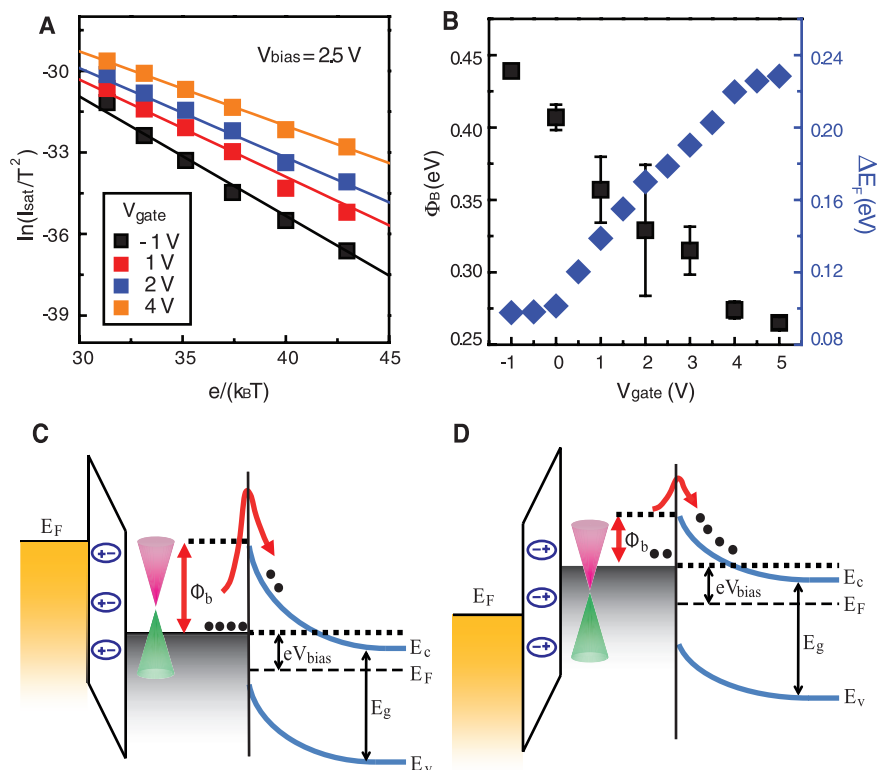 A
Vbias = 2.5 V
ln(Isat/T²)
-30
-33
-36
-39
Vgate
-1 V
1 V
2 V
4 V
30
35
40
45
e/(kBT)
B
ΦB(eV)
0.45
0.40
0.35
0.30
0.25
-1
0
1
2
3
4
5
Vgate (V)
0.24
0.20
0.16
0.12
0.08
ΔEF(eV)
C
EF
+-
+-
+-
Φb
eVbias
Eg
Ec
EF
Ev
D
EF
-+
-+
-+
Φb
eVbias
Eg
Ec
EF
Ev